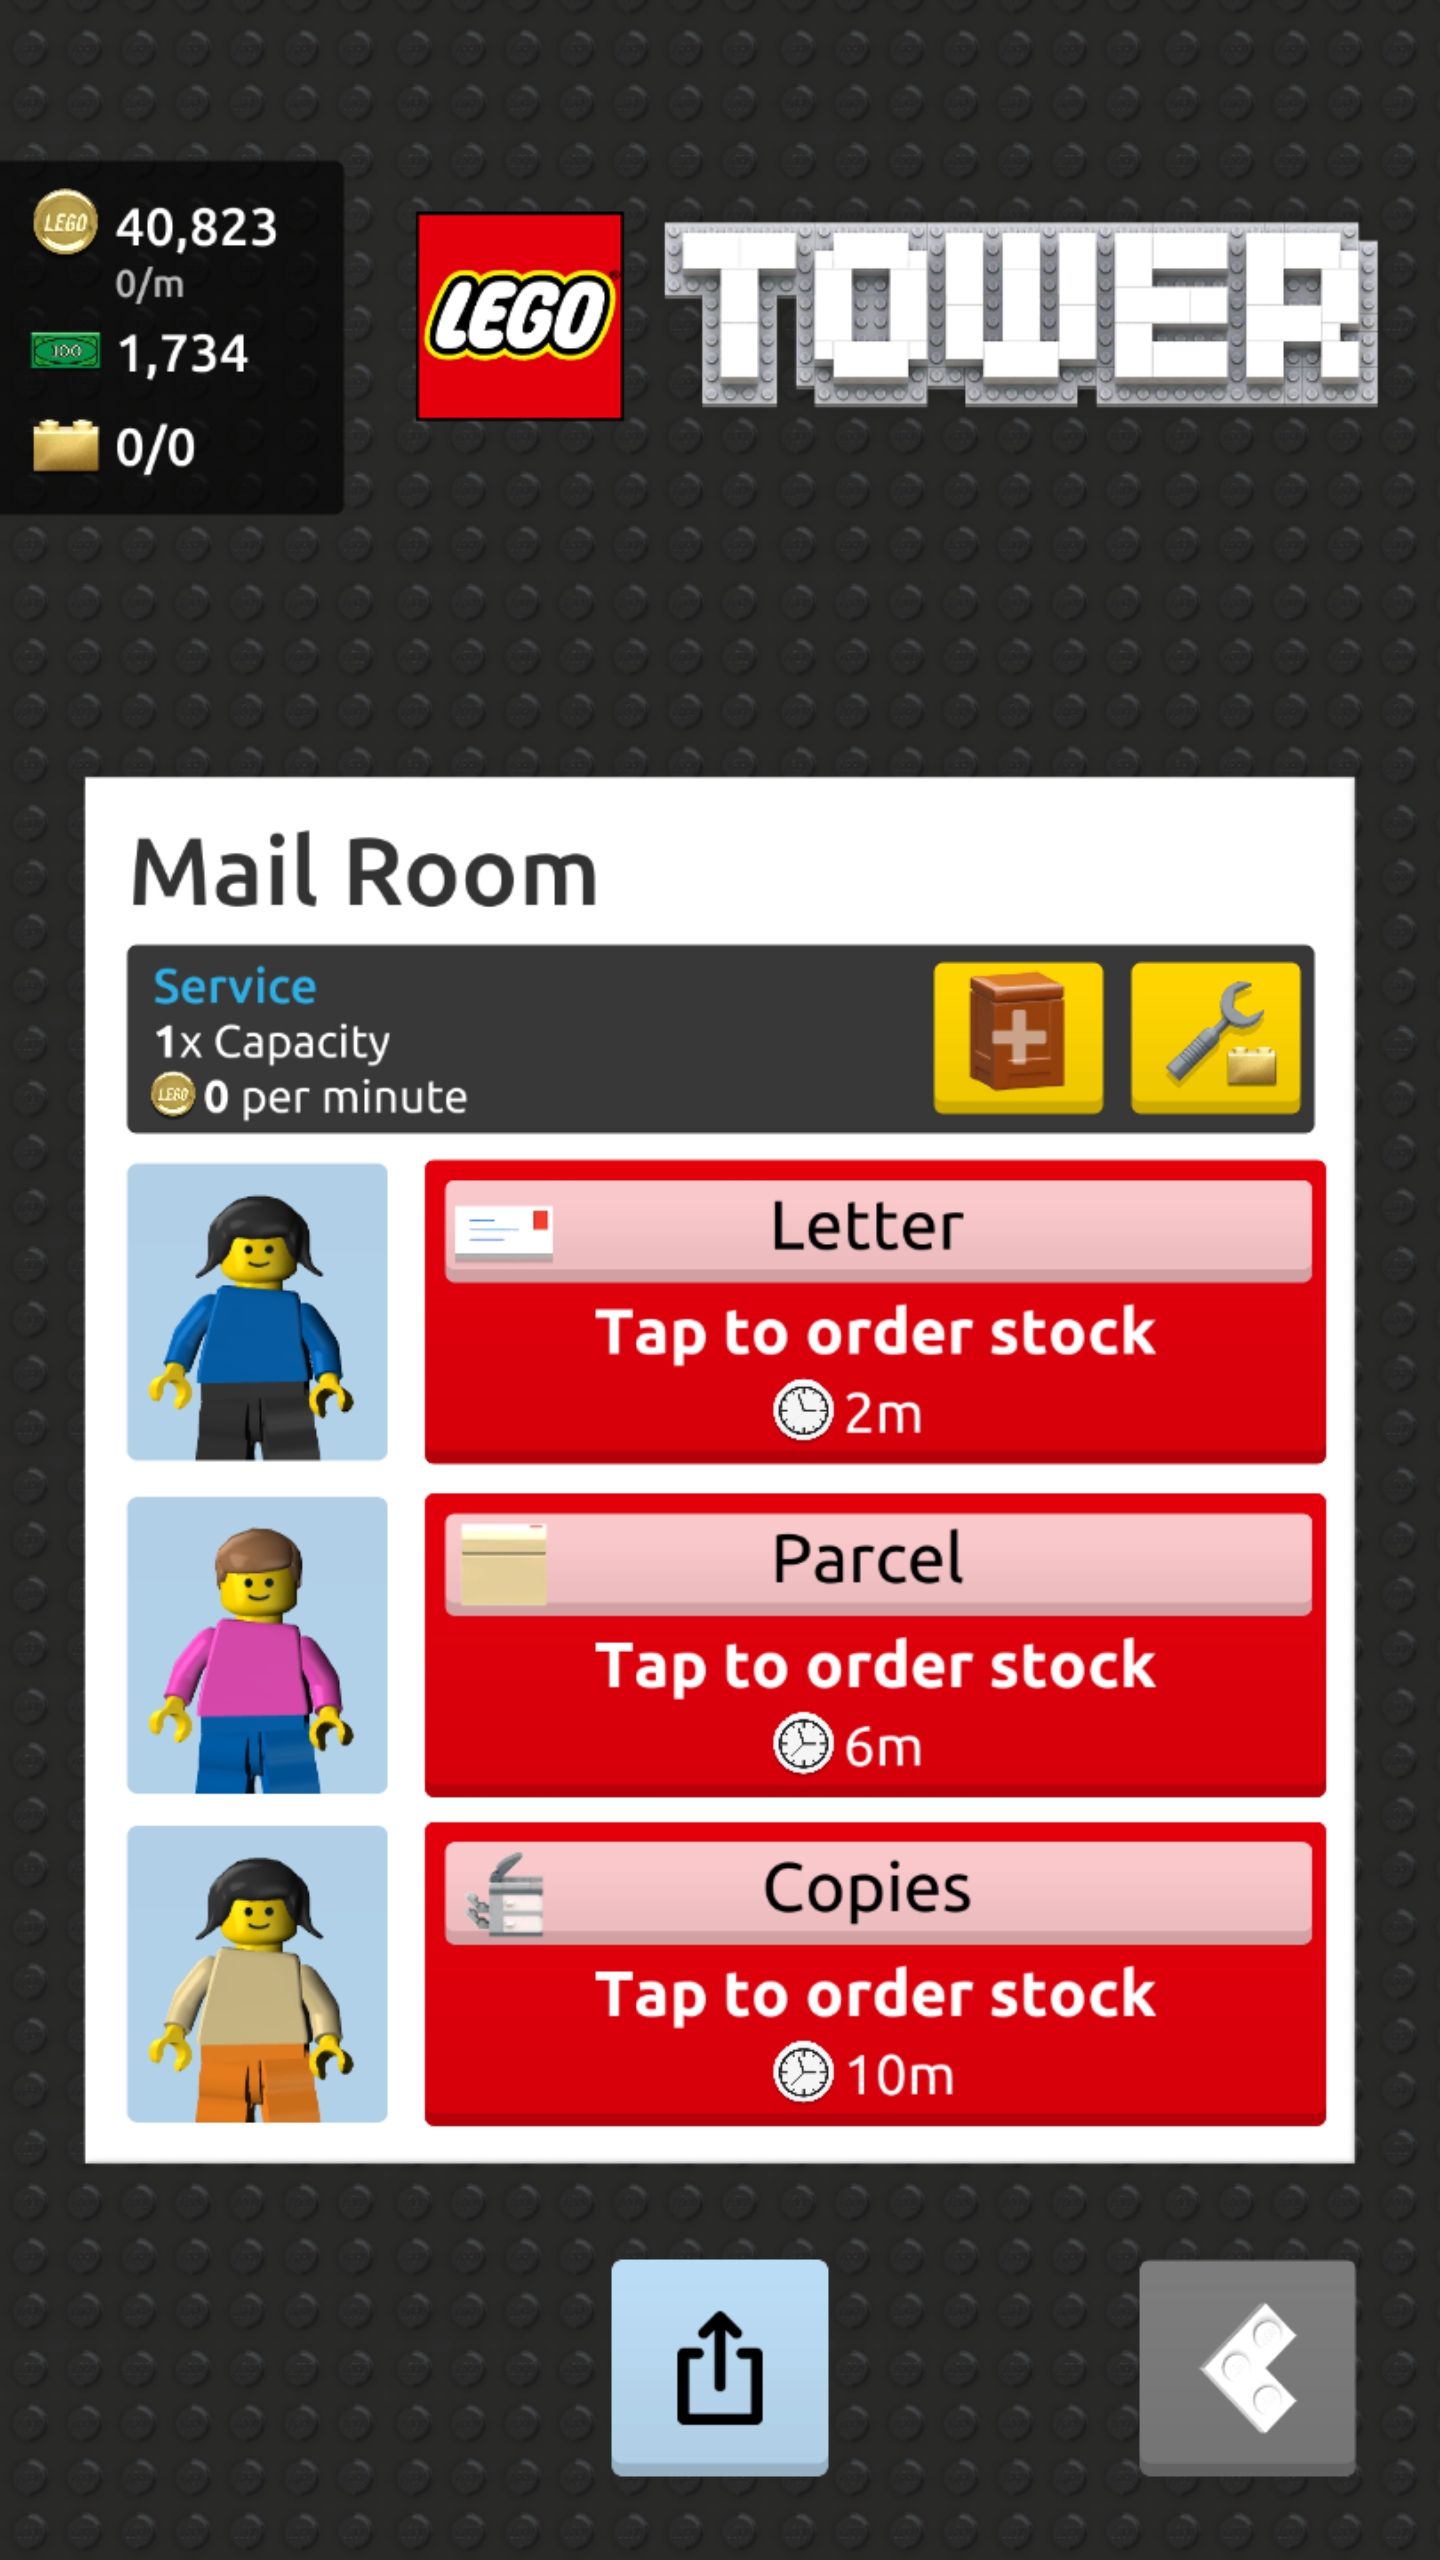 LEGO 40,823
0/m
100 1,734
0/0
LEGO TOWER
Mail Room
Service
1x Capacity
LEGO 0 per minute
Letter
Tap to order stock
2m
Parcel
Tap to order stock
6m
Copies
Tap to order stock
10m